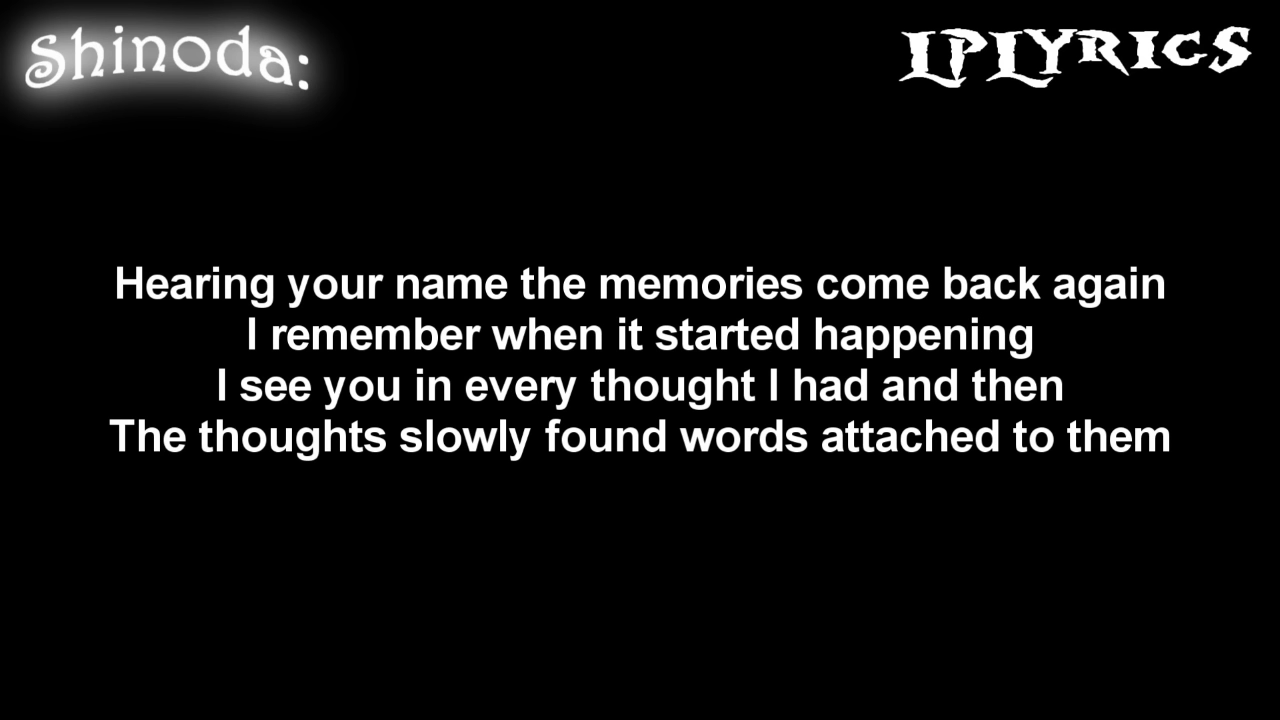 Shinoda:
LPLYRICS
Hearing your name the memories come back again
I remember when it started happening
I see you in every thought I had and then
The thoughts slowly found words attached to them